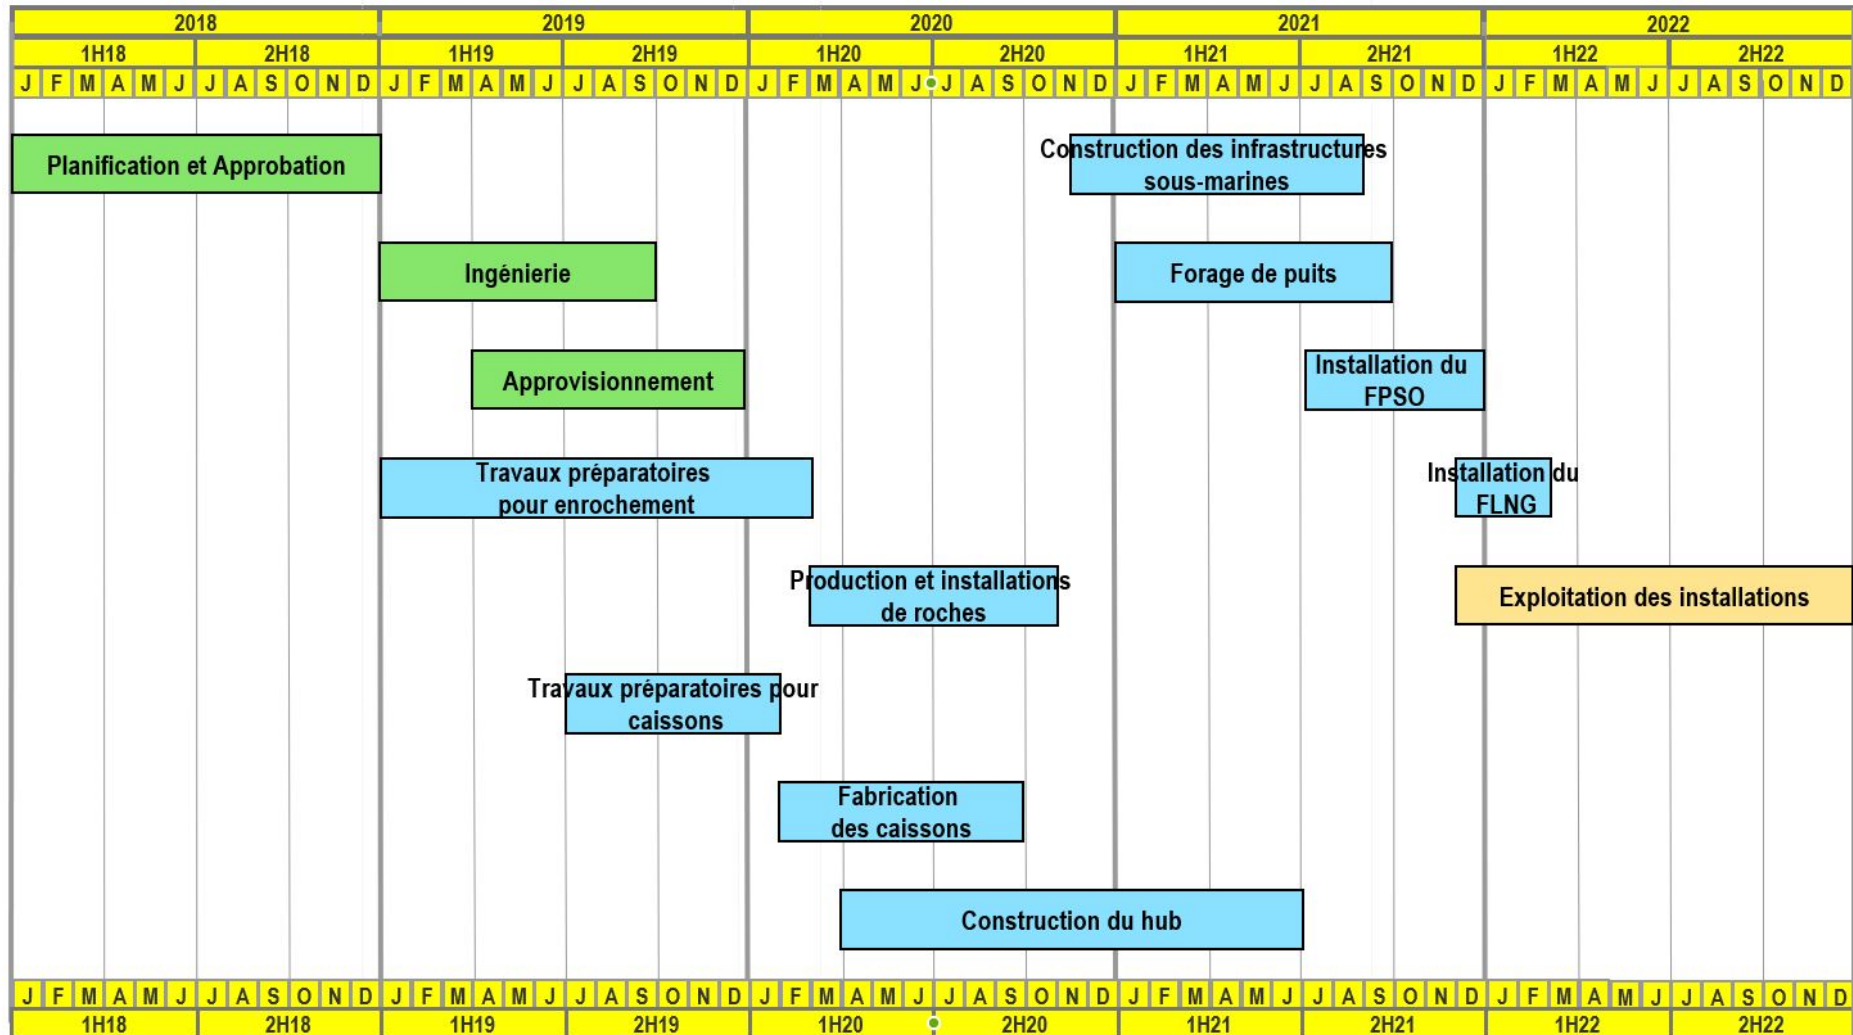 2018 2019 2020 2021 2022
1H18 2H18 1H19 2H19 1H20 2H20 1H21 2H21 1H22 2H22
J F M A M J J A S O N D J F M A M J J A S O N D J F M A M J J A S O N D J F M A M J J A S O N D J F M A M J J A S O N D
Planification et Approbation
Construction des infrastructures
sous-marines
Ingénierie
Forage de puits
Approvisionnement
Installation du
FPSO
Travaux préparatoires
pour enrochement
Installation du
FLNG
Production et installations
de roches
Exploitation des installations
Travaux préparatoires pour
caissons
Fabrication
des caissons
Construction du hub
J F M A M J J A S O N D J F M A M J J A S O N D J F M A M J J A S O N D J F M A M J J A S O N D J F M A M J J A S O N D
1H18 2H18 1H19 2H19 1H20 2H20 1H21 2H21 1H22 2H22